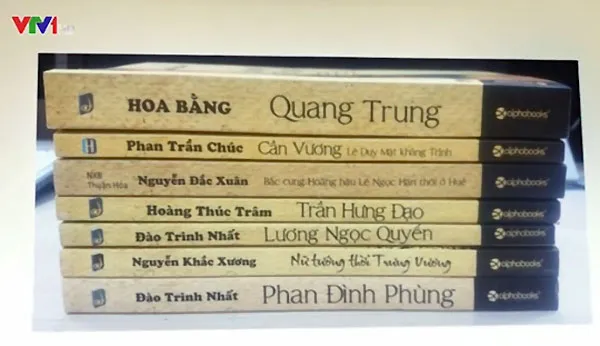 VTV1
HOA BẰNG Quang Trung alphabooks
Phan Trần Chúc Cần Vương Lê Duy Mật kháng Trịnh alphabooks
NXB Thuận Hóa Nguyễn Đắc Xuân Bắc cung Hoàng hậu Lê Ngọc Hân thời ở Huế alphabooks
Hoàng Thúc Trâm Trần Hưng Đạo alphabooks
Đào Trinh Nhất Lương Ngọc Quyến alphabooks
Nguyễn Khắc Xương Nữ tướng thời Trưng Vương alphabooks
Đào Trinh Nhất Phan Đình Phùng alphabooks